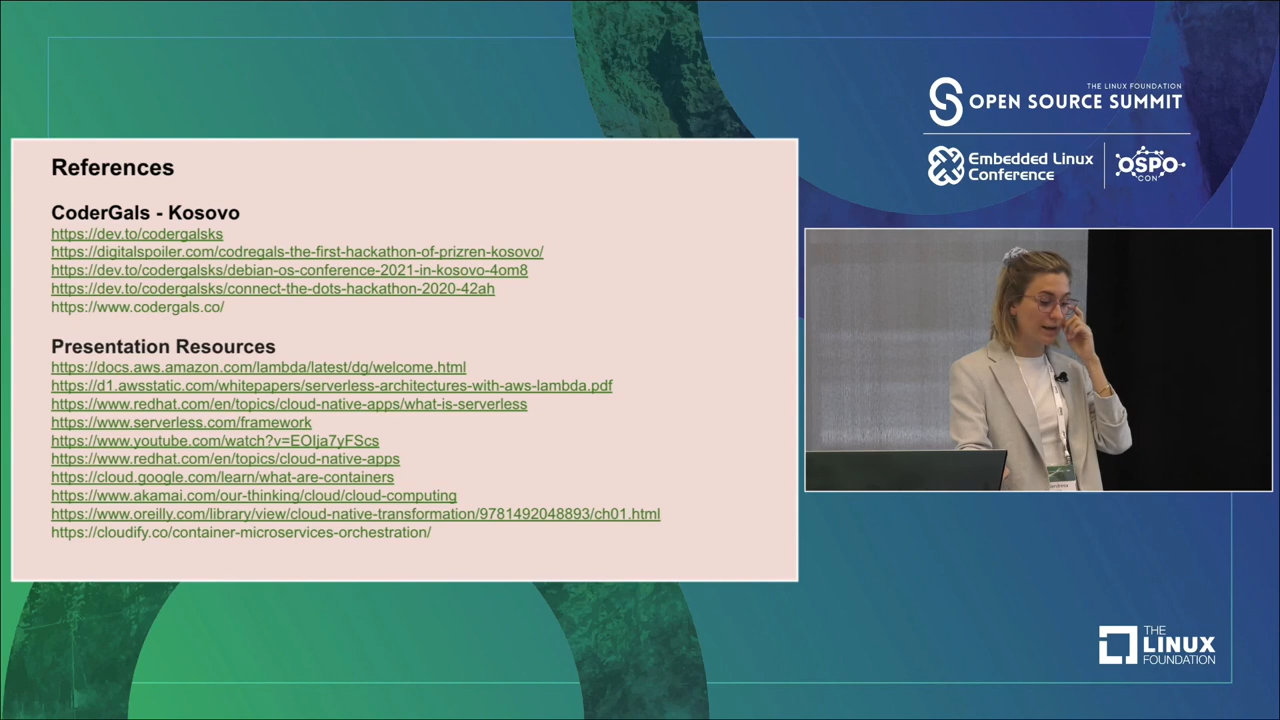 References
CoderGals - Kosovo
https://dev.to/codergalsks
https://digitalspoiler.com/codregals-the-first-hackathon-of-prizren-kosovo/
https://dev.to/codergalsks/debian-os-conference-2021-in-kosovo-4om8
https://dev.to/codergalsks/connect-the-dots-hackathon-2020-42ah
https://www.codergals.co/
Presentation Resources
https://docs.aws.amazon.com/lambda/latest/dg/welcome.html
https://d1.awsstatic.com/whitepapers/serverless-architectures-with-aws-lambda.pdf
https://www.redhat.com/en/topics/cloud-native-apps/what-is-serverless
https://www.serverless.com/framework
https://www.youtube.com/watch?v=EOIja7yFScs
https://www.redhat.com/en/topics/cloud-native-apps
https://cloud.google.com/learn/what-are-containers
https://www.akamai.com/our-thinking/cloud/cloud-computing
https://www.oreilly.com/library/view/cloud-native-transformation/9781492048893/ch01.html
https://cloudify.co/container-microservices-orchestration/
THE LINUX FOUNDATION
OPEN SOURCE SUMMIT
Embedded Linux
Conference
OSPO
CON
THE
LINUX
FOUNDATION